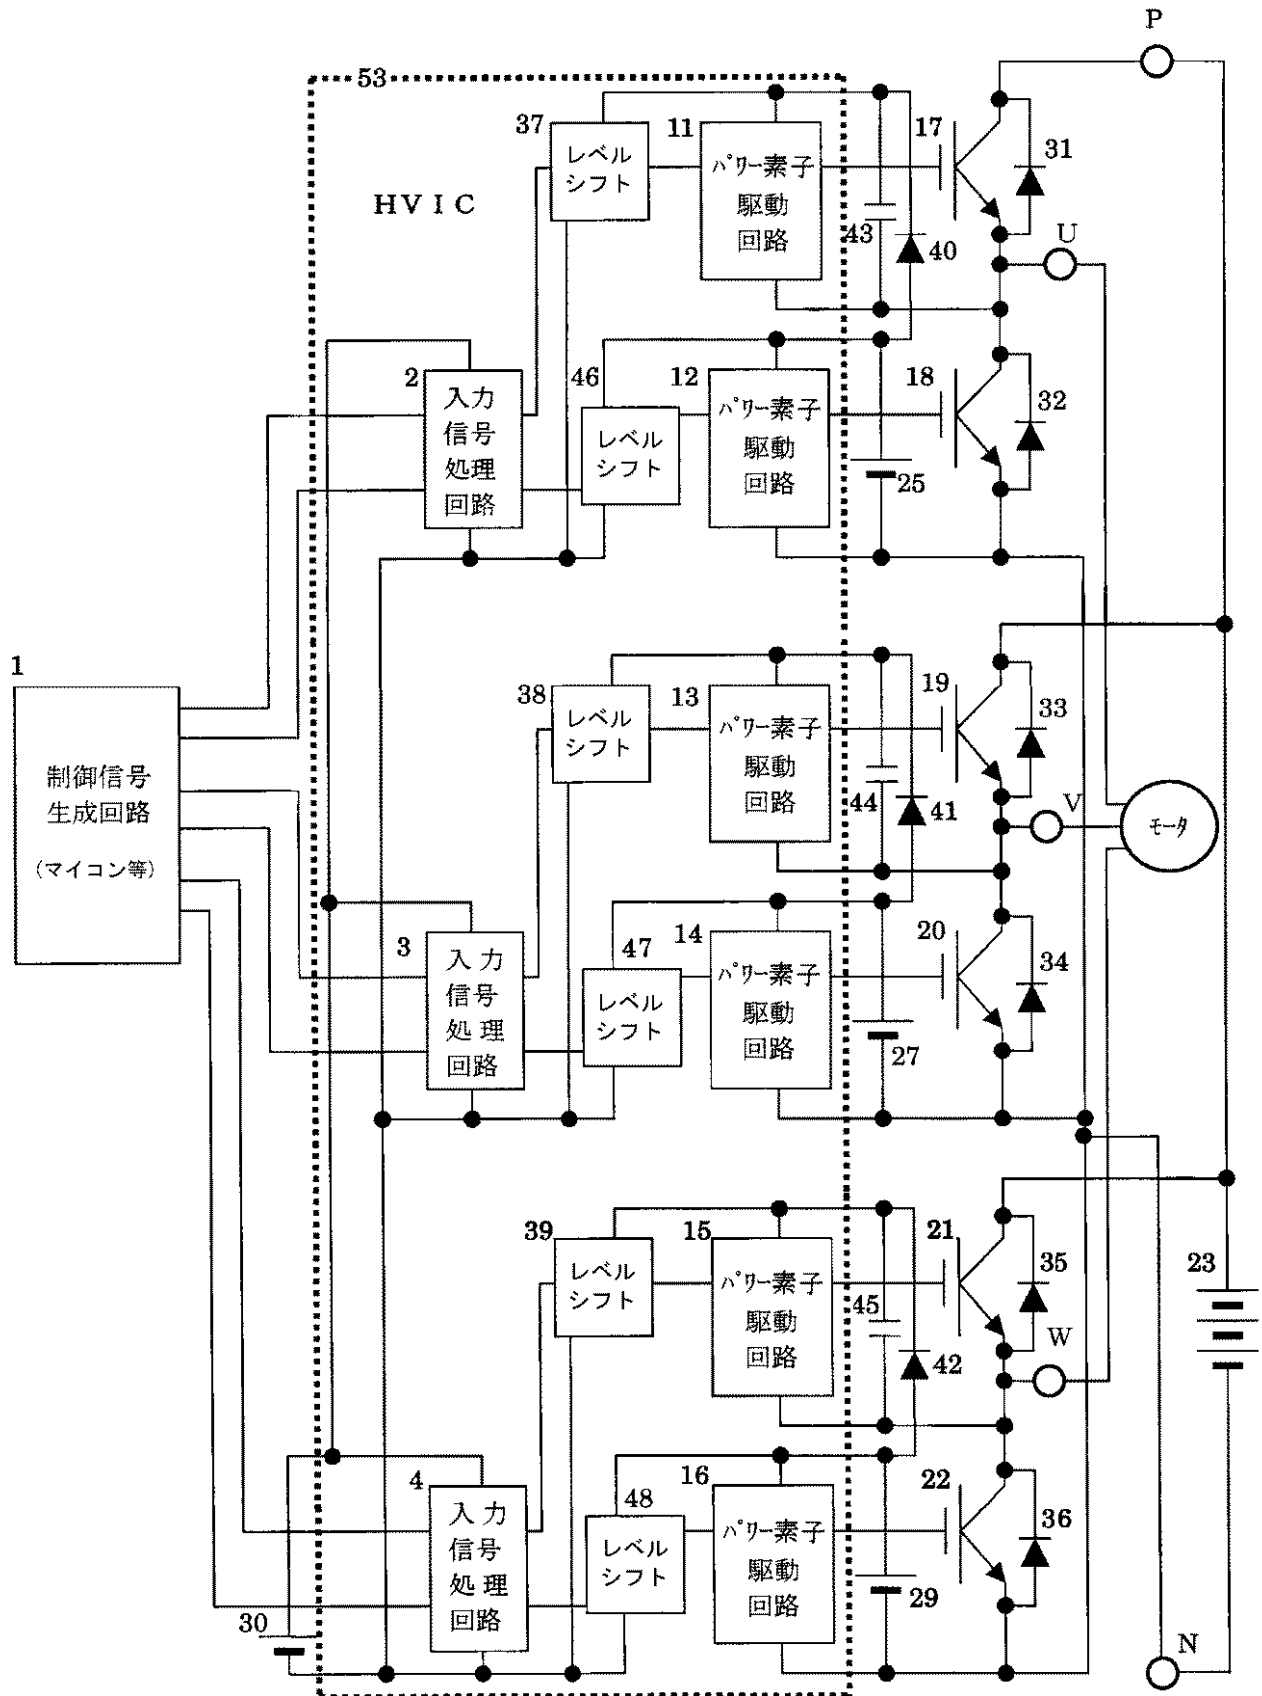 P
53
37
レベル
シフト
11
パワー素子
駆動
回路
17
31
HVIC
43
40
U
2
入力
信号
処理
回路
46
レベル
シフト
12
パワー素子
駆動
回路
18
32
25
1
制御信号
生成回路
(マイコン等)
38
レベル
シフト
13
パワー素子
駆動
回路
19
33
44
41
V
モータ
3
入力
信号
処理
回路
47
レベル
シフト
14
パワー素子
駆動
回路
20
34
27
39
レベル
シフト
15
パワー素子
駆動
回路
21
35
23
45
42
W
4
入力
信号
処理
回路
48
レベル
シフト
16
パワー素子
駆動
回路
22
36
29
30
N